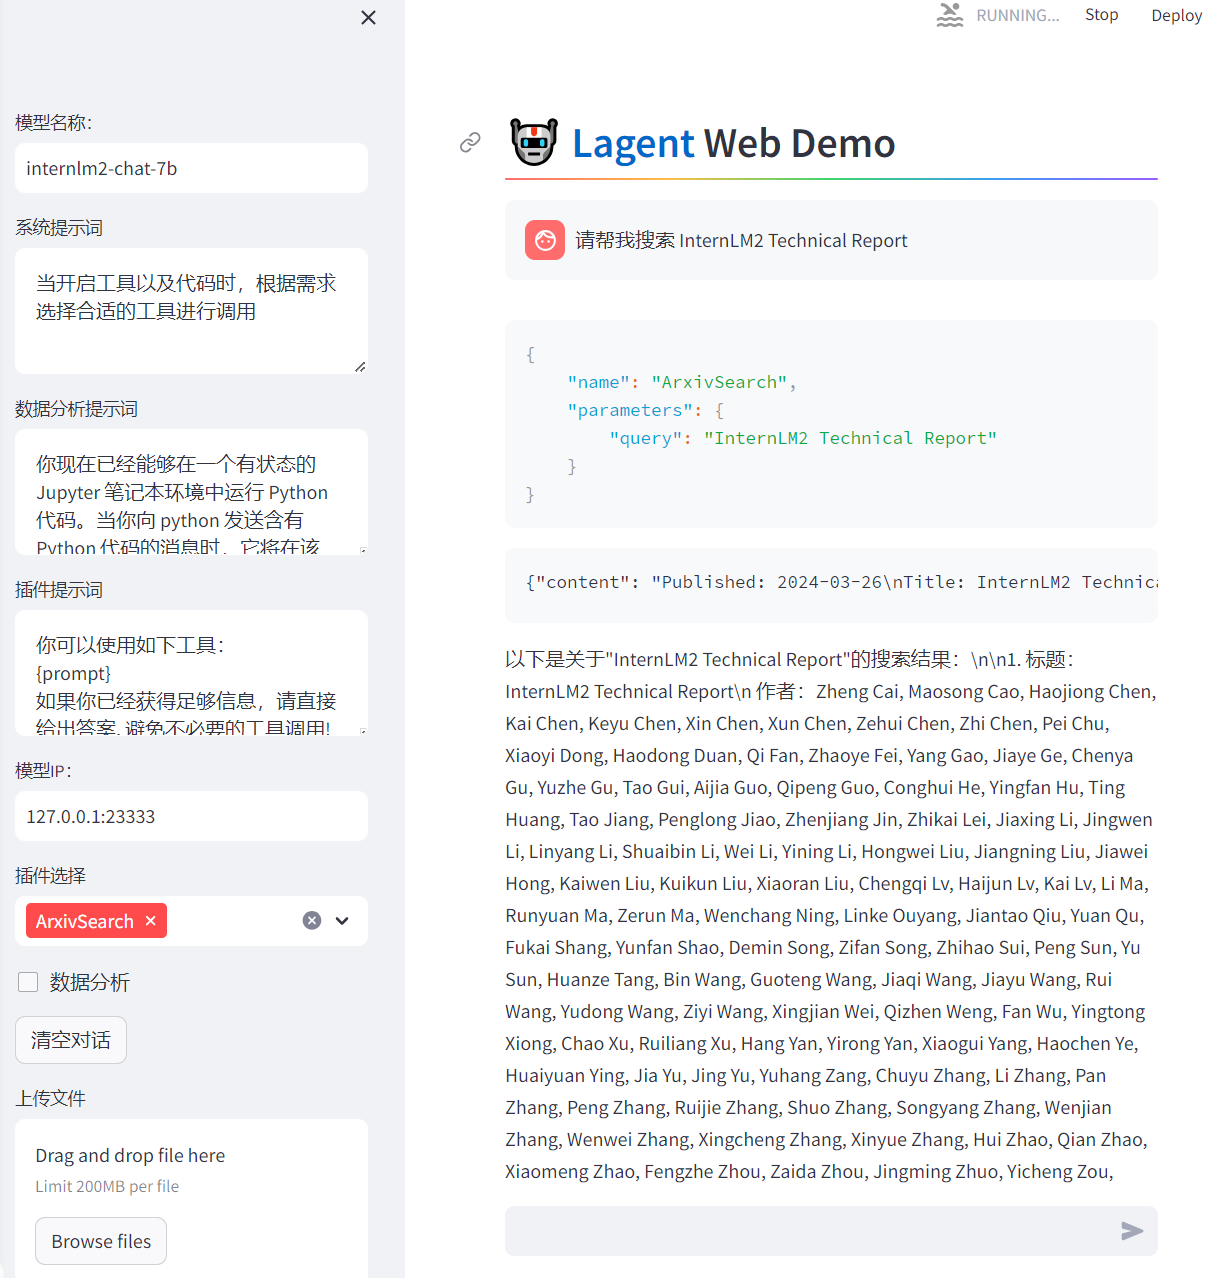 RUNNING...
Stop
Deploy
模型名称：
internlm2-chat-7b
系统提示词
当开启工具以及代码时，根据需求
选择合适的工具进行调用
数据分析提示词
你现在已经能够在一个有状态的
Jupyter 笔记本环境中运行 Python
代码。当你向 python 发送含有
Python 代码的消息时，它将在该
插件提示词
你可以使用如下工具：
{prompt}
如果你已经获得足够信息，请直接
给出答案. 避免不必要的工具调用!
模型IP：
127.0.0.1:23333
插件选择
ArxivSearch
数据分析
清空对话
上传文件
Drag and drop file here
Limit 200MB per file
Browse files
Lagent Web Demo
请帮我搜索 InternLM2 Technical Report
{
"name": "ArxivSearch",
"parameters": {
"query": "InternLM2 Technical Report"
}
}
{"content": "Published: 2024-03-26\nTitle: InternLM2 Technica
以下是关于"InternLM2 Technical Report"的搜索结果：\n\n1. 标题：
InternLM2 Technical Report\n 作者：Zheng Cai, Maosong Cao, Haojiong Chen,
Kai Chen, Keyu Chen, Xin Chen, Xun Chen, Zehui Chen, Zhi Chen, Pei Chu,
Xiaoyi Dong, Haodong Duan, Qi Fan, Zhaoye Fei, Yang Gao, Jiaye Ge, Chenya
Gu, Yuzhe Gu, Tao Gui, Aijia Guo, Qipeng Guo, Conghui He, Yingfan Hu, Ting
Huang, Tao Jiang, Penglong Jiao, Zhenjiang Jin, Zhikai Lei, Jiaxing Li, Jingwen
Li, Linyang Li, Shuaibin Li, Wei Li, Yining Li, Hongwei Liu, Jiangning Liu, Jiawei
Hong, Kaiwen Liu, Kuikun Liu, Xiaoran Liu, Chengqi Lv, Haijun Lv, Kai Lv, Li Ma,
Runyuan Ma, Zerun Ma, Wenchang Ning, Linke Ouyang, Jiantao Qiu, Yuan Qu,
Fukai Shang, Yunfan Shao, Demin Song, Zifan Song, Zhihao Sui, Peng Sun, Yu
Sun, Huanze Tang, Bin Wang, Guoteng Wang, Jiaqi Wang, Jiayu Wang, Rui
Wang, Yudong Wang, Ziyi Wang, Xingjian Wei, Qizhen Weng, Fan Wu, Yingtong
Xiong, Chao Xu, Ruiliang Xu, Hang Yan, Yirong Yan, Xiaogui Yang, Haochen Ye,
Huaiyuan Ying, Jia Yu, Jing Yu, Yuhang Zang, Chuyu Zhang, Li Zhang, Pan
Zhang, Peng Zhang, Ruijie Zhang, Shuo Zhang, Songyang Zhang, Wenjian
Zhang, Wenwei Zhang, Xingcheng Zhang, Xinyue Zhang, Hui Zhao, Qian Zhao,
Xiaomeng Zhao, Fengzhe Zhou, Zaida Zhou, Jingming Zhuo, Yicheng Zou,